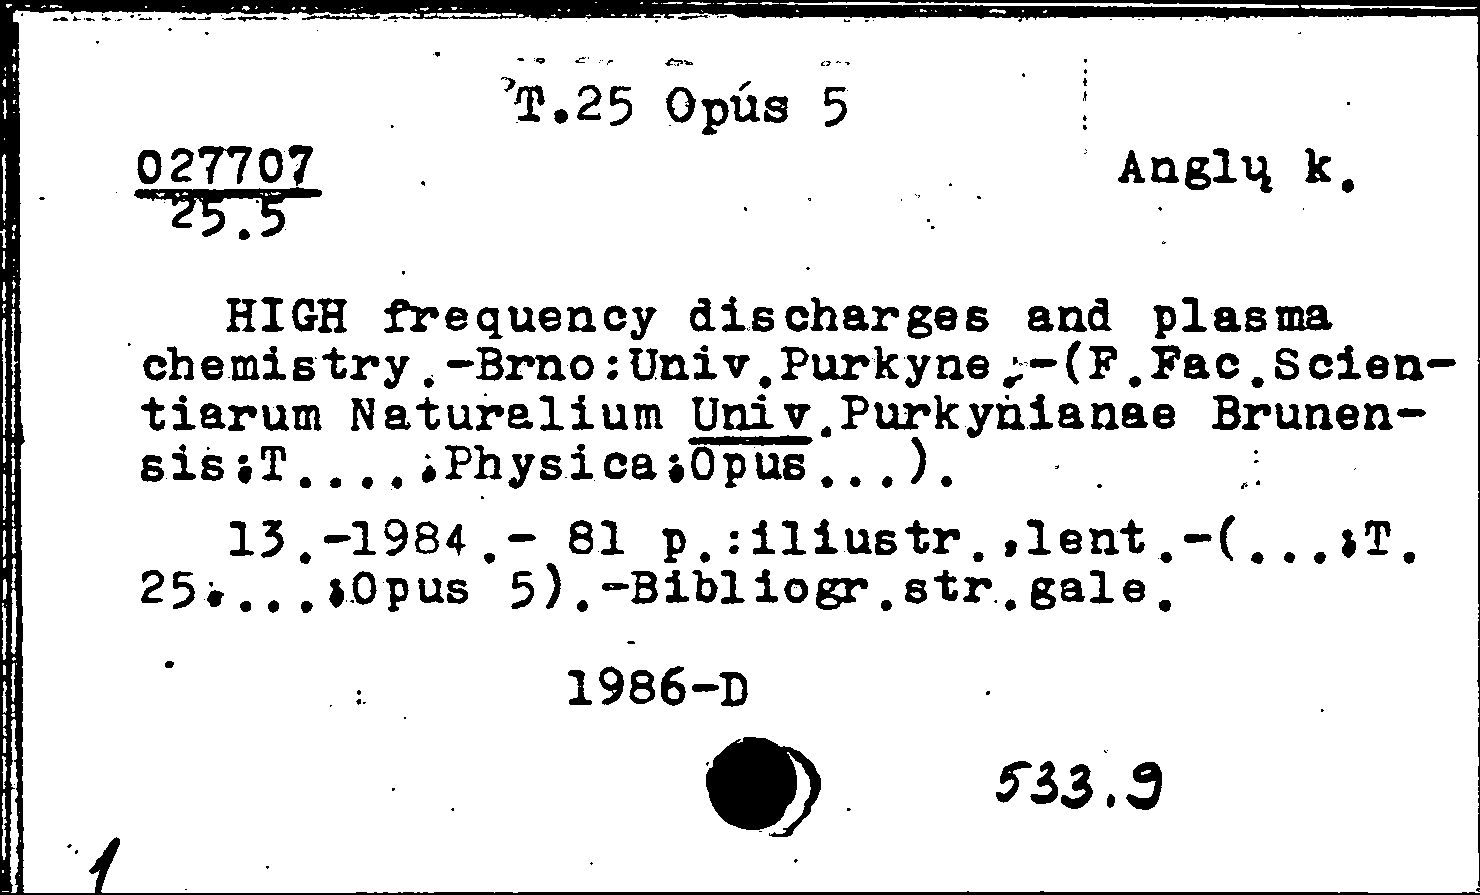 T.25 Opús 5
027707
25.5
Anglų k.
HIGH frequency discharges and plasma
chemistry.-Brno:Univ.Purkyne.-(F.Fac.Scien-
tiarum Naturalium Univ.Purkynianae Brunen-
sis;T....;Physica;Opus...).
13.-1984.- 81 p.:iliustr.,lent.-(...;T.
25;...;Opus 5).-Bibliogr.str.gale.
1986-D
533.9
1